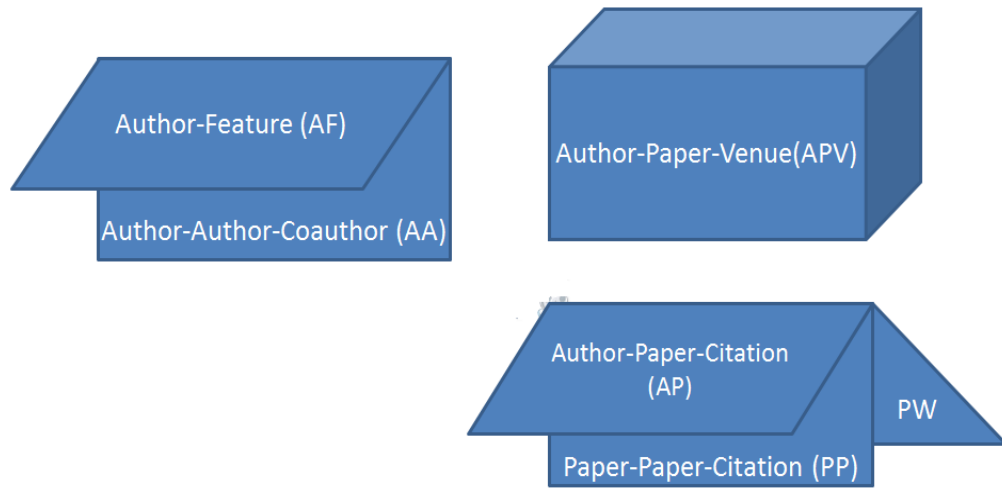 Author-Feature (AF)
Author-Author-Coauthor (AA)
Author-Paper-Venue(APV)
Author-Paper-Citation
(AP)
PW
Paper-Paper-Citation (PP)